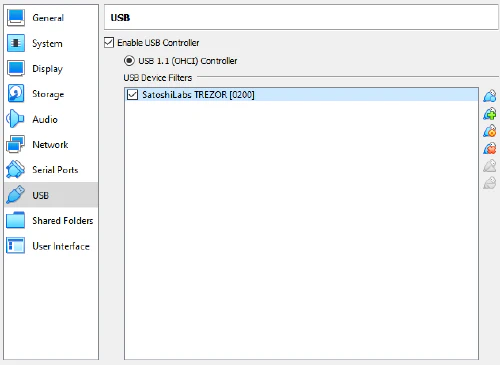 General
System
Display
Storage
Audio
Network
Serial Ports
USB
Shared Folders
User Interface
USB
Enable USB Controller
USB 1.1 (OHCI) Controller
USB Device Filters
SatoshiLabs TREZOR [0200]